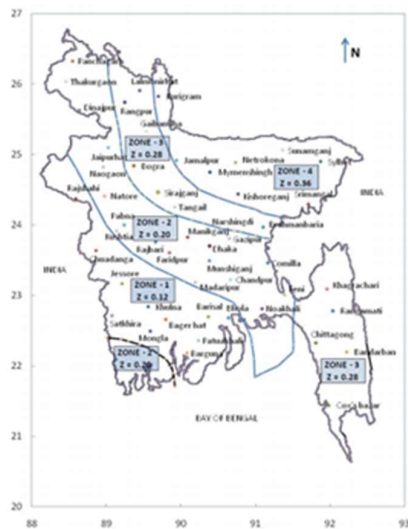 N
26
25
24
23
22
21
20
88
89
90
91
92
93
Panchagarh
Thakurgaon
Lalmonirhat
Kurigram
Dinajpur
Rangpur
Gaibandha
ZONE - 3
Z = 0.28
Jaipurhat
Naogaon
Bogra
Jamalpur
Mymensingh
Netrokona
Sunamganj
Sylhet
ZONE - 4
Z = 0.36
INDIA
Rajshahi
Natore
Sirajganj
Kishoreganj
Srimangal
Tangail
ZONE - 2
Z = 0.20
Pabna
Narshingdi
Brahmanbaria
Manikganj
Gazipur
Kushtia
Dhaka
Rajbari
Chuadanga
Faridpur
Comilla
INDIA
Munshiganj
Jessore
Chandpur
Khagrachari
ZONE - 1
Z = 0.12
Madaripur
Feni
Khulna
Barisal
Bhola
Noakhali
Rangamati
Satkhira
Bagerhat
Mongla
Patuakhali
Chittagong
ZONE - 2
Z = 0.20
Barguna
Bandarban
ZONE - 3
Z = 0.28
Cox's bazar
BAY OF BENGAL